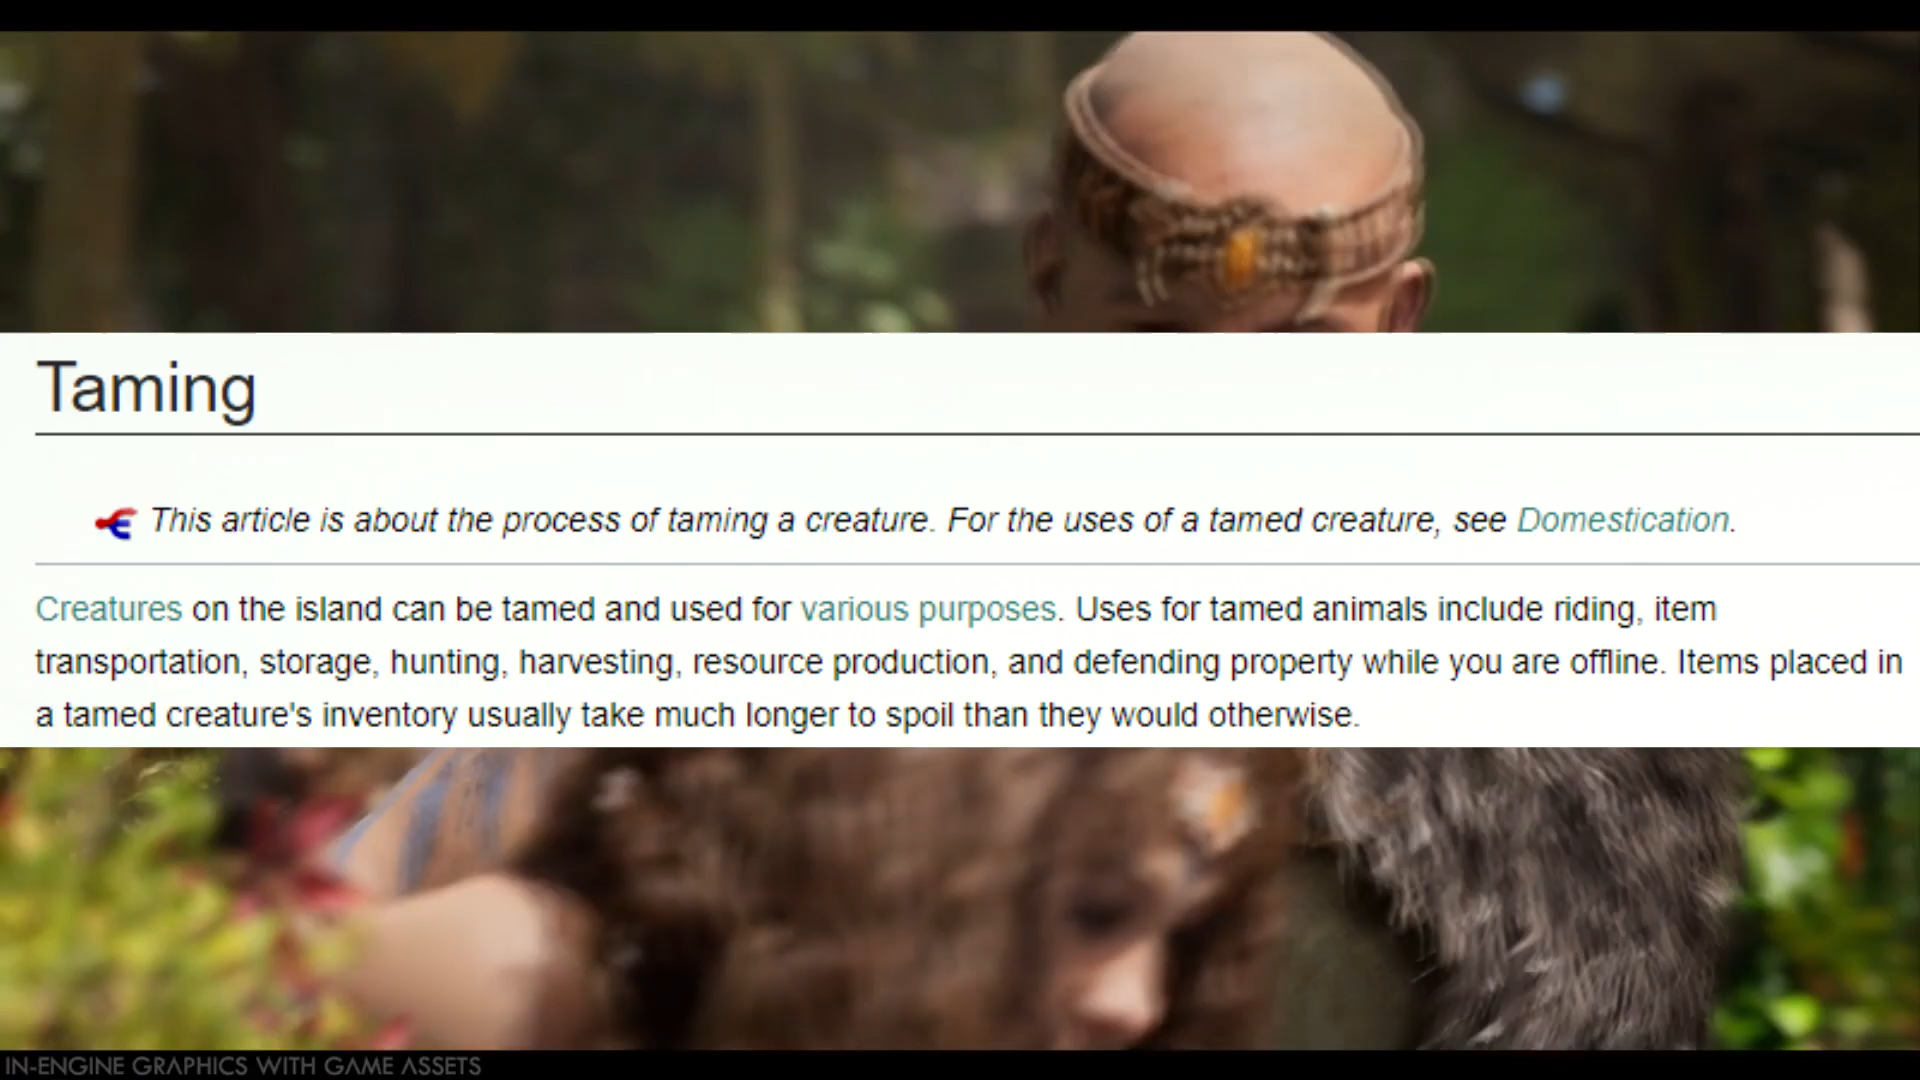 Taming
This article is about the process of taming a creature. For the uses of a tamed creature, see Domestication.
Creatures on the island can be tamed and used for various purposes. Uses for tamed animals include riding, item
transportation, storage, hunting, harvesting, resource production, and defending property while you are offline. Items placed in
a tamed creature's inventory usually take much longer to spoil than they would otherwise.
IN-ENGINE GRAPHICS WITH GAME ASSETS